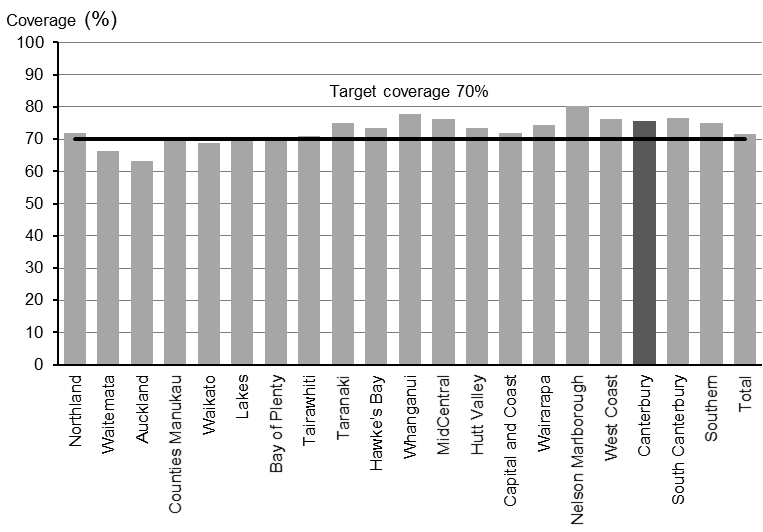 Coverage (%)
100
90
80
70
60
50
40
30
20
10
0
Target coverage 70%
Northland
Waitemata
Auckland
Counties Manukau
Waikato
Lakes
Bay of Plenty
Tairawhiti
Taranaki
Hawke's Bay
Whanganui
MidCentral
Hutt Valley
Capital and Coast
Wairarapa
Nelson Marlborough
West Coast
Canterbury
South Canterbury
Southern
Total